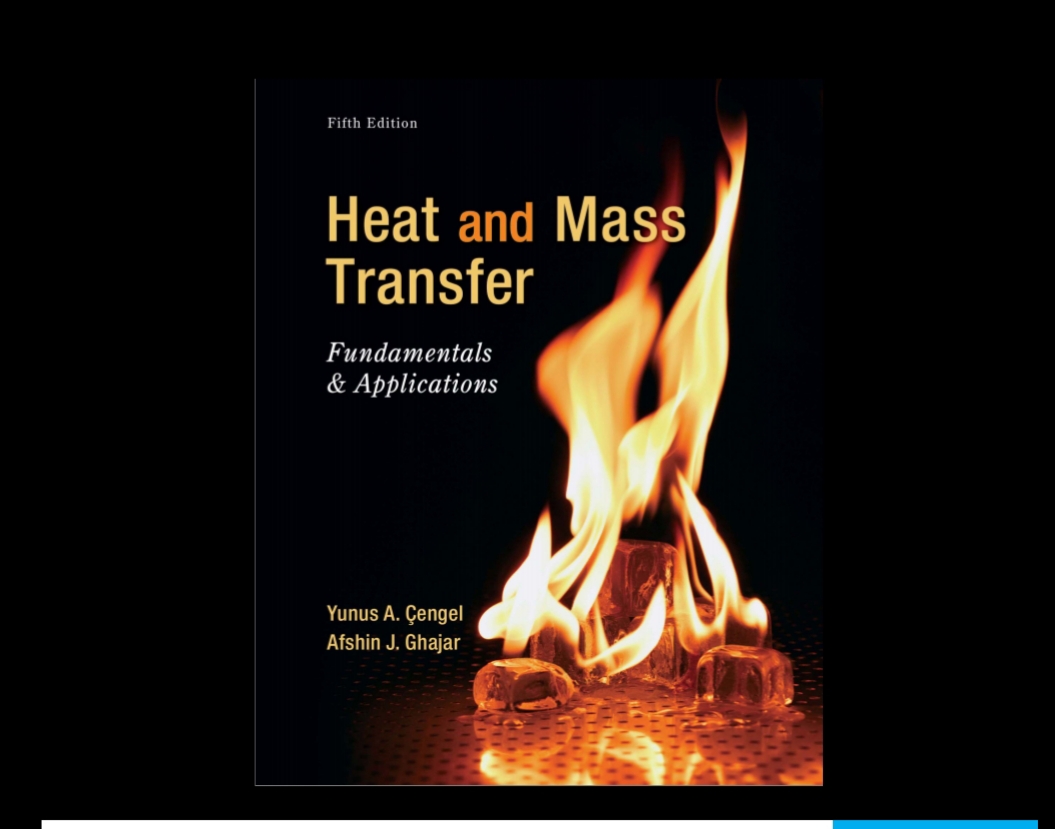 Fifth Edition
Heat and Mass
Transfer
Fundamentals
& Applications
Yunus A. Çengel
Afshin J. Ghajar